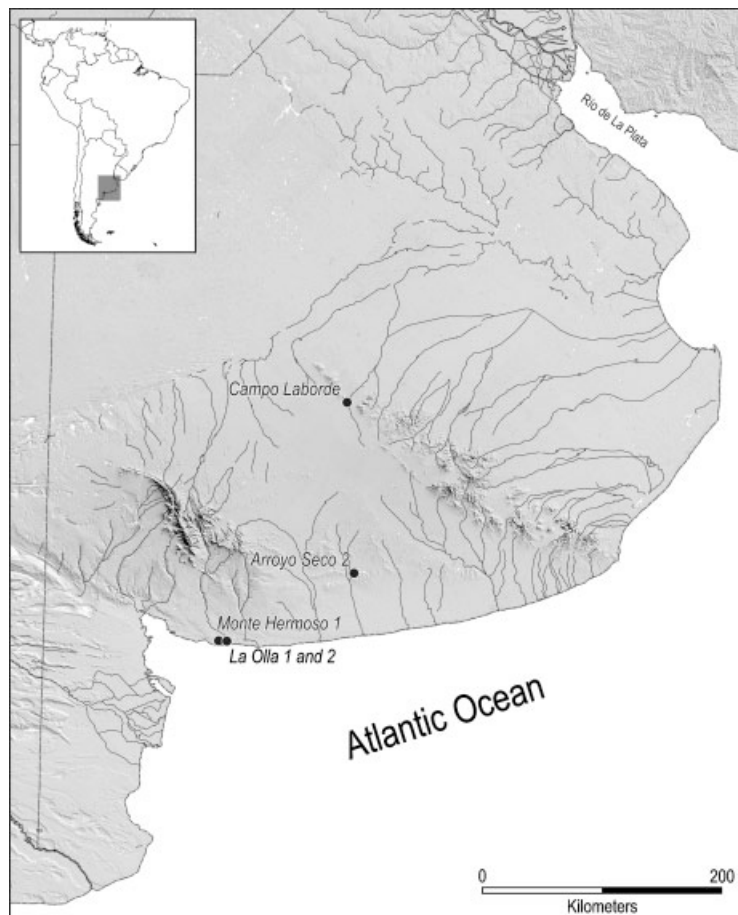 Río de La Plata
Campo Laborde
Arroyo Seco 2
Monte Hermoso 1
La Olla 1 and 2
Atlantic Ocean
0 200
Kilometers